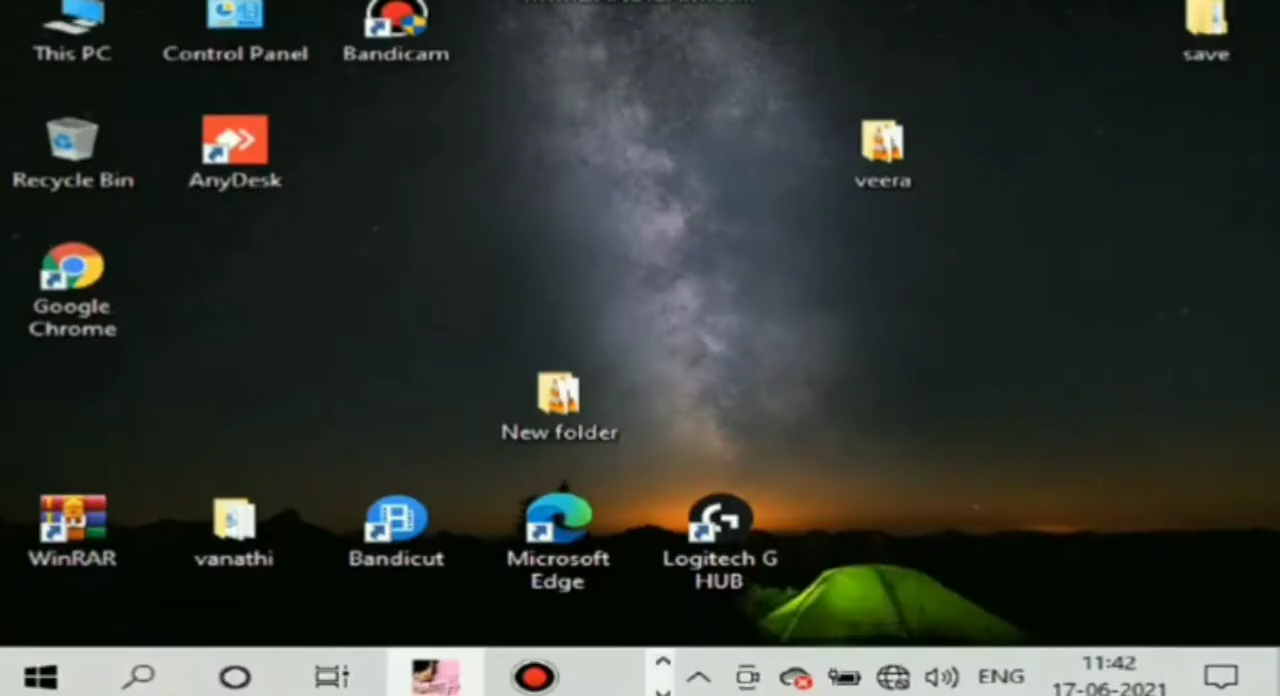 This PC
Control Panel
Bandicam
save
Recycle Bin
AnyDesk
veera
Google
Chrome
New folder
WinRAR
vanathi
Bandicut
Microsoft
Edge
Logitech G
HUB
ENG
11:42
17-06-2021